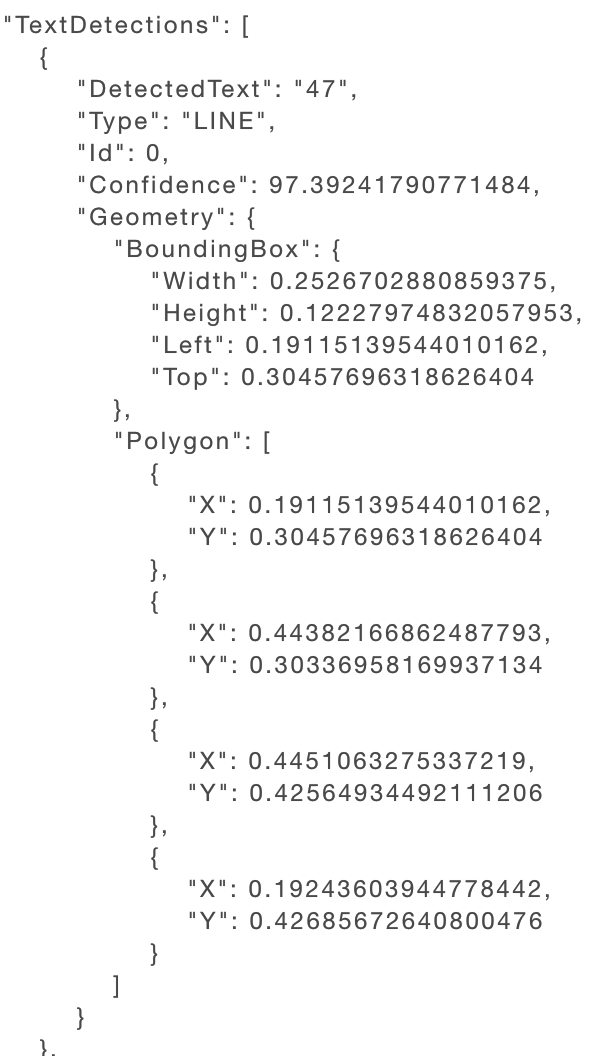 "TextDetections": [
{
"DetectedText": "47",
"Type": "LINE",
"Id": 0,
"Confidence": 97.39241790771484,
"Geometry": {
"BoundingBox": {
"Width": 0.2526702880859375,
"Height": 0.12227974832057953,
"Left": 0.19115139544010162,
"Top": 0.30457696318626404
},
"Polygon": [
{
"X": 0.19115139544010162,
"Y": 0.30457696318626404
},
{
"X": 0.44382166862487793,
"Y": 0.30336958169937134
},
{
"X": 0.4451063275337219,
"Y": 0.42564934492111206
},
{
"X": 0.19243603944778442,
"Y": 0.42685672640800476
}
]
}
},